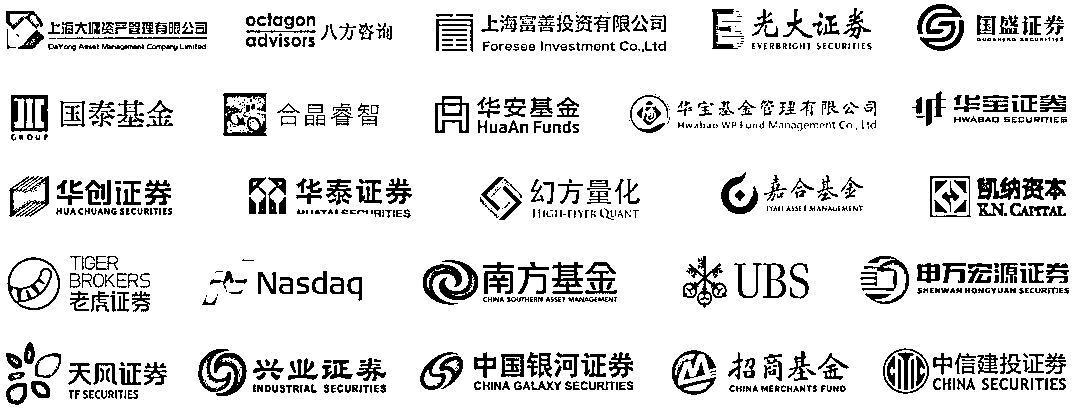 上海大墉资产管理有限公司
DaYong Asset Management Company Limited
octagon
advisors 八方咨询
上海富善投资有限公司
Foresee Investment Co.,Ltd
光大证券
EVERBRIGHT SECURITIES
国盛证券
GUOSHENG SECURITIES
GROUP
国泰基金
合晶睿智
华安基金
HuaAn Funds
华宝基金管理有限公司
Hwabao WP Fund Management Co., Ltd
华宝证券
HWABAO SECURITIES
华创证券
HUA CHUANG SECURITIES
华泰证券
HUATAI SECURITIES
幻方量化
HIGH-FLYER QUANT
嘉合基金
ASSET MANAGEMENT
凯纳资本
K.N. CAPITAL
TIGER
BROKERS
老虎证券
Nasdaq
南方基金
CHINA SOUTHERN ASSET MANAGEMENT
UBS
申万宏源证券
SHENWAN HONGYUAN SECURITIES
天风证券
TF SECURITIES
兴业证券
INDUSTRIAL SECURITIES
中国银河证券
CHINA GALAXY SECURITIES
招商基金
CHINA MERCHANTS FUND
中信建投证券
CHINA SECURITIES